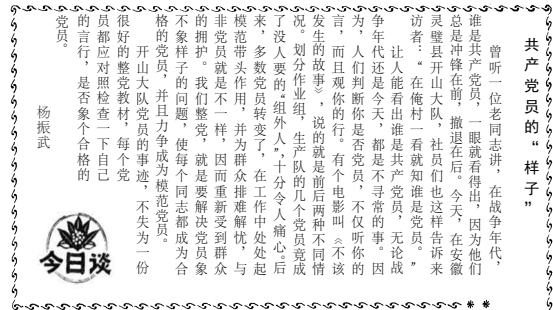 共产党员的“样子”
曾听一位老同志讲，在战争年代，
谁是共产党员，一眼就看得出，因为他们
总是冲锋在前，撤退在后。今天，在安徽
灵璧县开山大队，社员们也这样告诉来
访者：“在俺村一看就知谁是党员。”
让人能看出谁是共产党员，无论战
争年代还是今天，都是不寻常的事。因
为，人们判断你是否党员，不仅听你的
言，而且观你的行。有个电影叫《不该
发生的故事》，说的就是前后两种不同情
况。划分作业组，生产队的几个党员竟成
了没人要的“组外人”，十分令人痛心。后
来，多数党员转变了，在工作中处处起
模范带头作用，并为群众排难解忧，与
非党员就是不一样，因而重新受到群众
的拥护。我们整党，就是要解决党员象
不象样子的问题，使每个同志都成为合
格的党员，并且力争成为模范党员。
开山大队党员的事迹，不失为一份
很好的整党教材，每个党
员都应对照检查一下自己
的言行，是否象个合格的
党员。
杨振武
今日谈